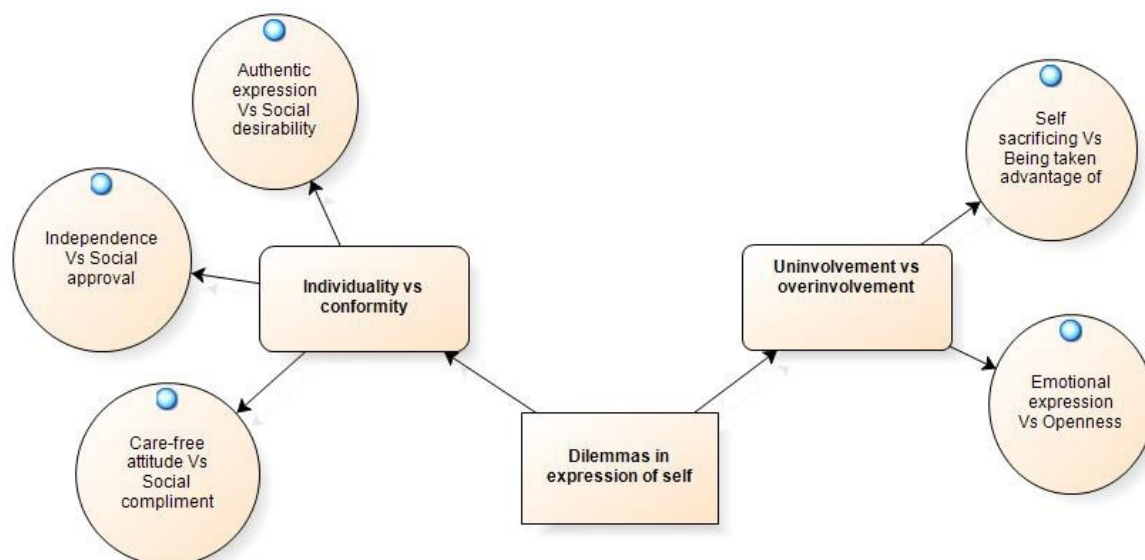 Authentic
expression
Vs Social
desirability
Self
sacrificing Vs
Being taken
advantage of
Independence
Vs Social
approval
Individuality vs
conformity
Uninvolvement vs
overinvolvement
Care-free
attitude Vs
Social
compliment
Dilemmas in
expression of self
Emotional
expression
Vs Openness